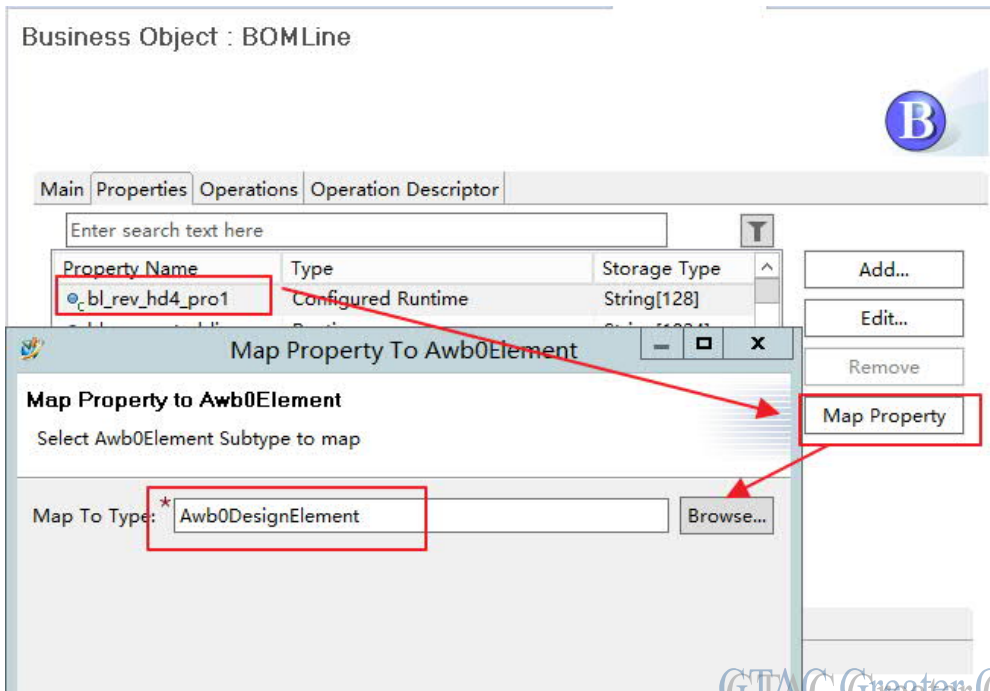 Business Object : BOMLine
B
Main Properties Operations Operation Descriptor
Enter search text here
Property Name Type Storage Type
Add...
bl_rev_hd4_pro1 Configured Runtime String[128]
Edit...
Map Property To Awb0Element
Remove
Map Property to Awb0Element
Select Awb0Element Subtype to map
Map Property
Map To Type: * Awb0DesignElement Browse...
GTAC Greater